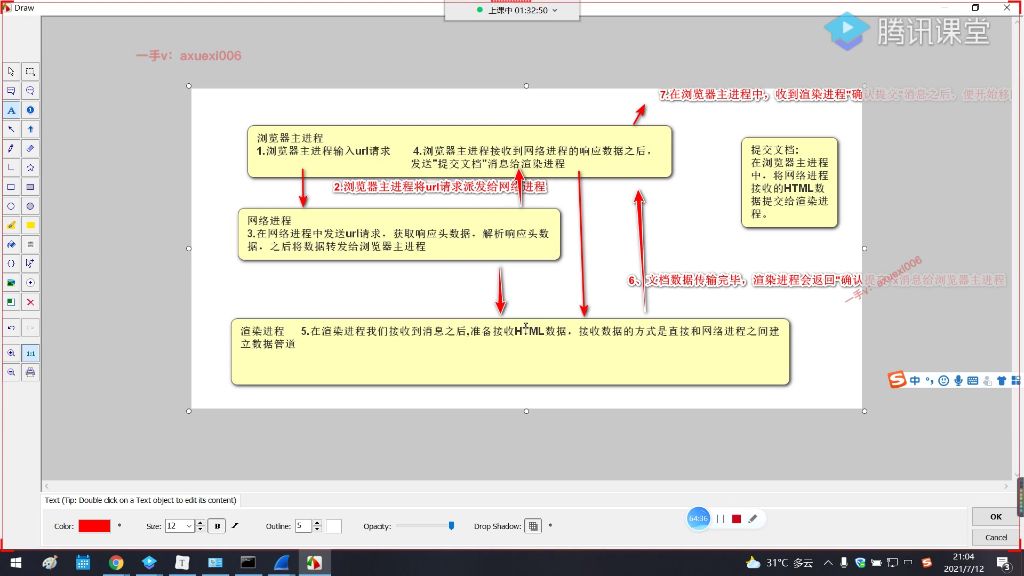 Draw
上课中 01:32:50
腾讯课堂
一手v：axuexi006
7.在浏览器主进程中，收到渲染进程"确认提交"消息之后，便开始移
浏览器主进程
1.浏览器主进程输入url请求
4.浏览器主进程接收到网络进程的响应数据之后，
发送"提交文档"消息给渲染进程
提交文档:
在浏览器主进程
中，将网络进程
接收的HTML数
据提交给渲染进
程。
2.浏览器主进程将url请求派发给网络进程
网络进程
3.在网络进程中发送url请求，获取响应头数据，解析响应头数
据，之后将数据转发给浏览器主进程
6、文档数据传输完毕，渲染进程会返回"确认提交"消息给浏览器主进程
一手v：axuexi006
渲染进程 5.在渲染进程我们接收到消息之后,准备接收HTML数据，接收数据的方式是直接和网络进程之间建
立数据管道
中
1:1
Text (Tip: Double click on a Text object to edit its content)
Color:
Size: 12
B
Outline: 5
Opacity:
Drop Shadow:
64:36
OK
Cancel
31°C 多云
21:04
2021/7/12
3